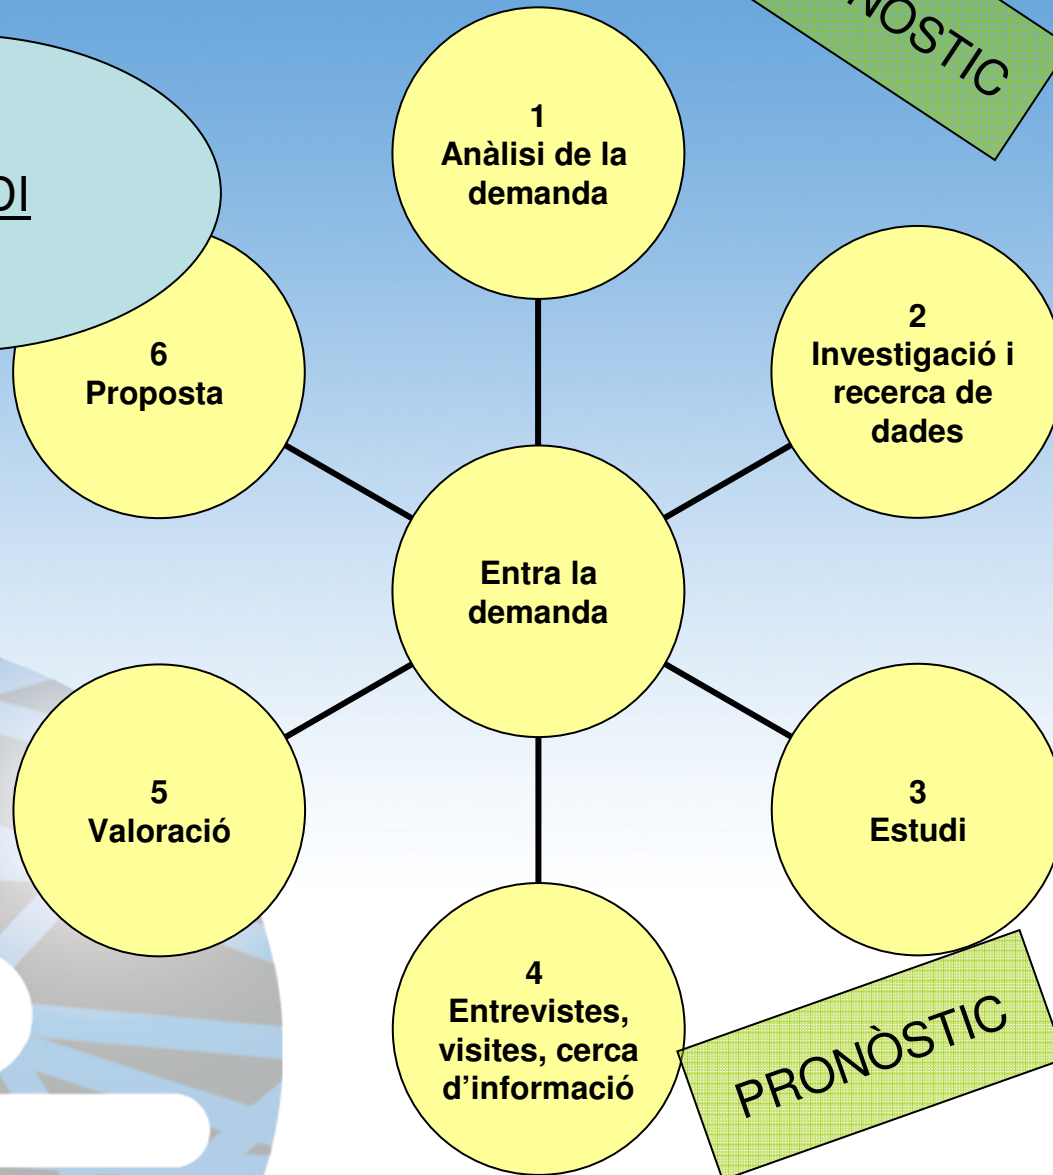 1
Anàlisi de la
demanda
2
Investigació i
recerca de
dades
3
Estudi
4
Entrevistes,
visites, cerca
d’informació
5
Valoració
6
Proposta
Entra la
demanda
PRONÒSTIC